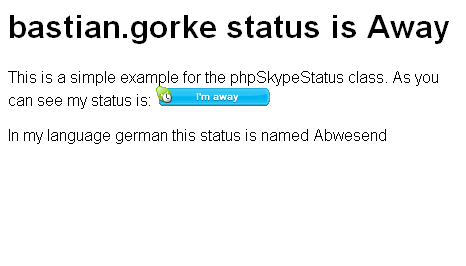 bastian.gorke status is Away
This is a simple example for the phpSkypeStatus class. As you
can see my status is: I'm away
In my language german this status is named Abwesend